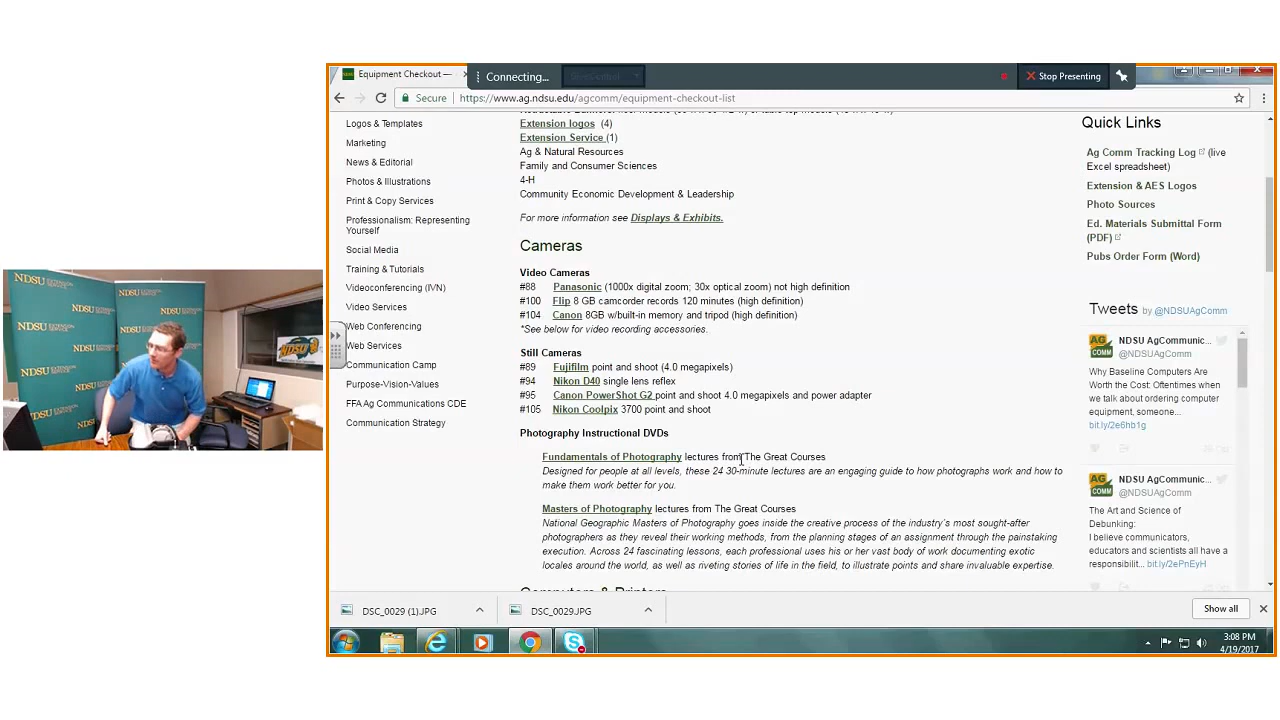 Equipment Checkout —
Connecting...
Stop Presenting
Secure
https://www.ag.ndsu.edu/agcomm/equipment-checkout-list
Logos & Templates
Marketing
News & Editorial
Photos & Illustrations
Print & Copy Services
Professionalism: Representing
Yourself
Social Media
Training & Tutorials
Videoconferencing (IVN)
Video Services
Web Conferencing
Web Services
Communication Camp
Purpose-Vision-Values
FFA Ag Communications CDE
Communication Strategy
Extension logos (4)
Extension Service (1)
Ag & Natural Resources
Family and Consumer Sciences
4-H
Community Economic Development & Leadership
For more information see Displays & Exhibits.
Cameras
Video Cameras
#88 Panasonic (1000x digital zoom; 30x optical zoom) not high definition
#100 Flip 8 GB camcorder records 120 minutes (high definition)
#104 Canon 8GB w/built-in memory and tripod (high definition)
*See below for video recording accessories.
Still Cameras
#89 Fujifilm point and shoot (4.0 megapixels)
#94 Nikon D40 single lens reflex
#95 Canon PowerShot G2 point and shoot 4.0 megapixels and power adapter
#105 Nikon Coolpix 3700 point and shoot
Photography Instructional DVDs
Fundamentals of Photography lectures from The Great Courses
Designed for people at all levels, these 24 30-minute lectures are an engaging guide to how photographs work and how to
make them work better for you.
Masters of Photography lectures from The Great Courses
National Geographic Masters of Photography goes inside the creative process of the industry's most sought-after
photographers as they reveal their working methods, from the planning stages of an assignment through the painstaking
execution. Across 24 fascinating lessons, each professional uses his or her vast body of work documenting exotic
locales around the world, as well as riveting stories of life in the field, to illustrate points and share invaluable expertise.
Computers & Printers
Quick Links
Ag Comm Tracking Log (live
Excel spreadsheet)
Extension & AES Logos
Photo Sources
Ed. Materials Submittal Form
(PDF)
Pubs Order Form (Word)
Tweets by @NDSUAgComm
NDSU AgCommunic...
@NDSUAgComm
Why Baseline Computers Are
Worth the Cost: Oftentimes when
we talk about ordering computer
equipment, someone...
bit.ly/2e6hb1g
NDSU AgCommunic...
@NDSUAgComm
The Art and Science of
Debunking:
I believe communicators,
educators and scientists all have a
responsibilit... bit.ly/2ePnEyH
DSC_0029 (1).JPG
DSC_0029.JPG
Show all
3:08 PM
4/19/2017
NDSU
EXTENSION
SERVICE